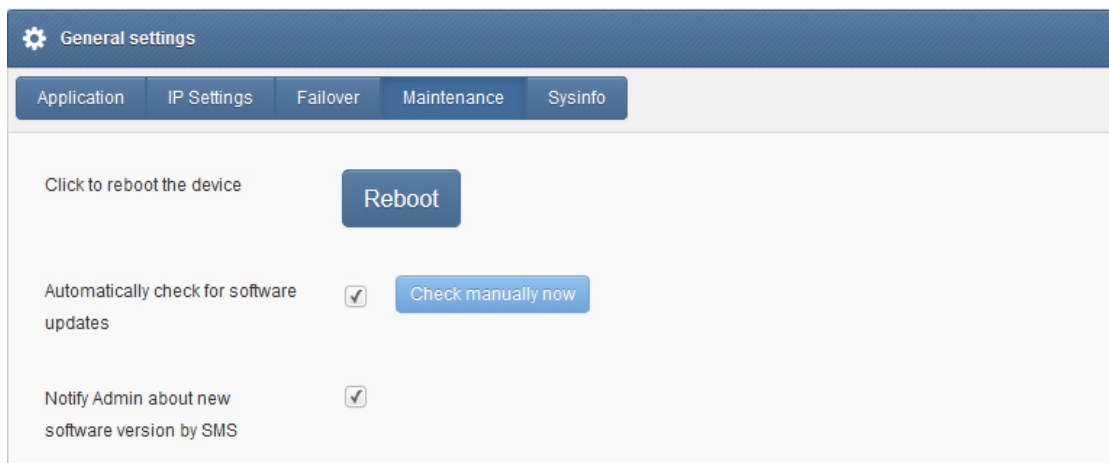 General settings
Application IP Settings Failover Maintenance Sysinfo
Click to reboot the device
Reboot
Automatically check for software
updates
Check manually now
Notify Admin about new
software version by SMS